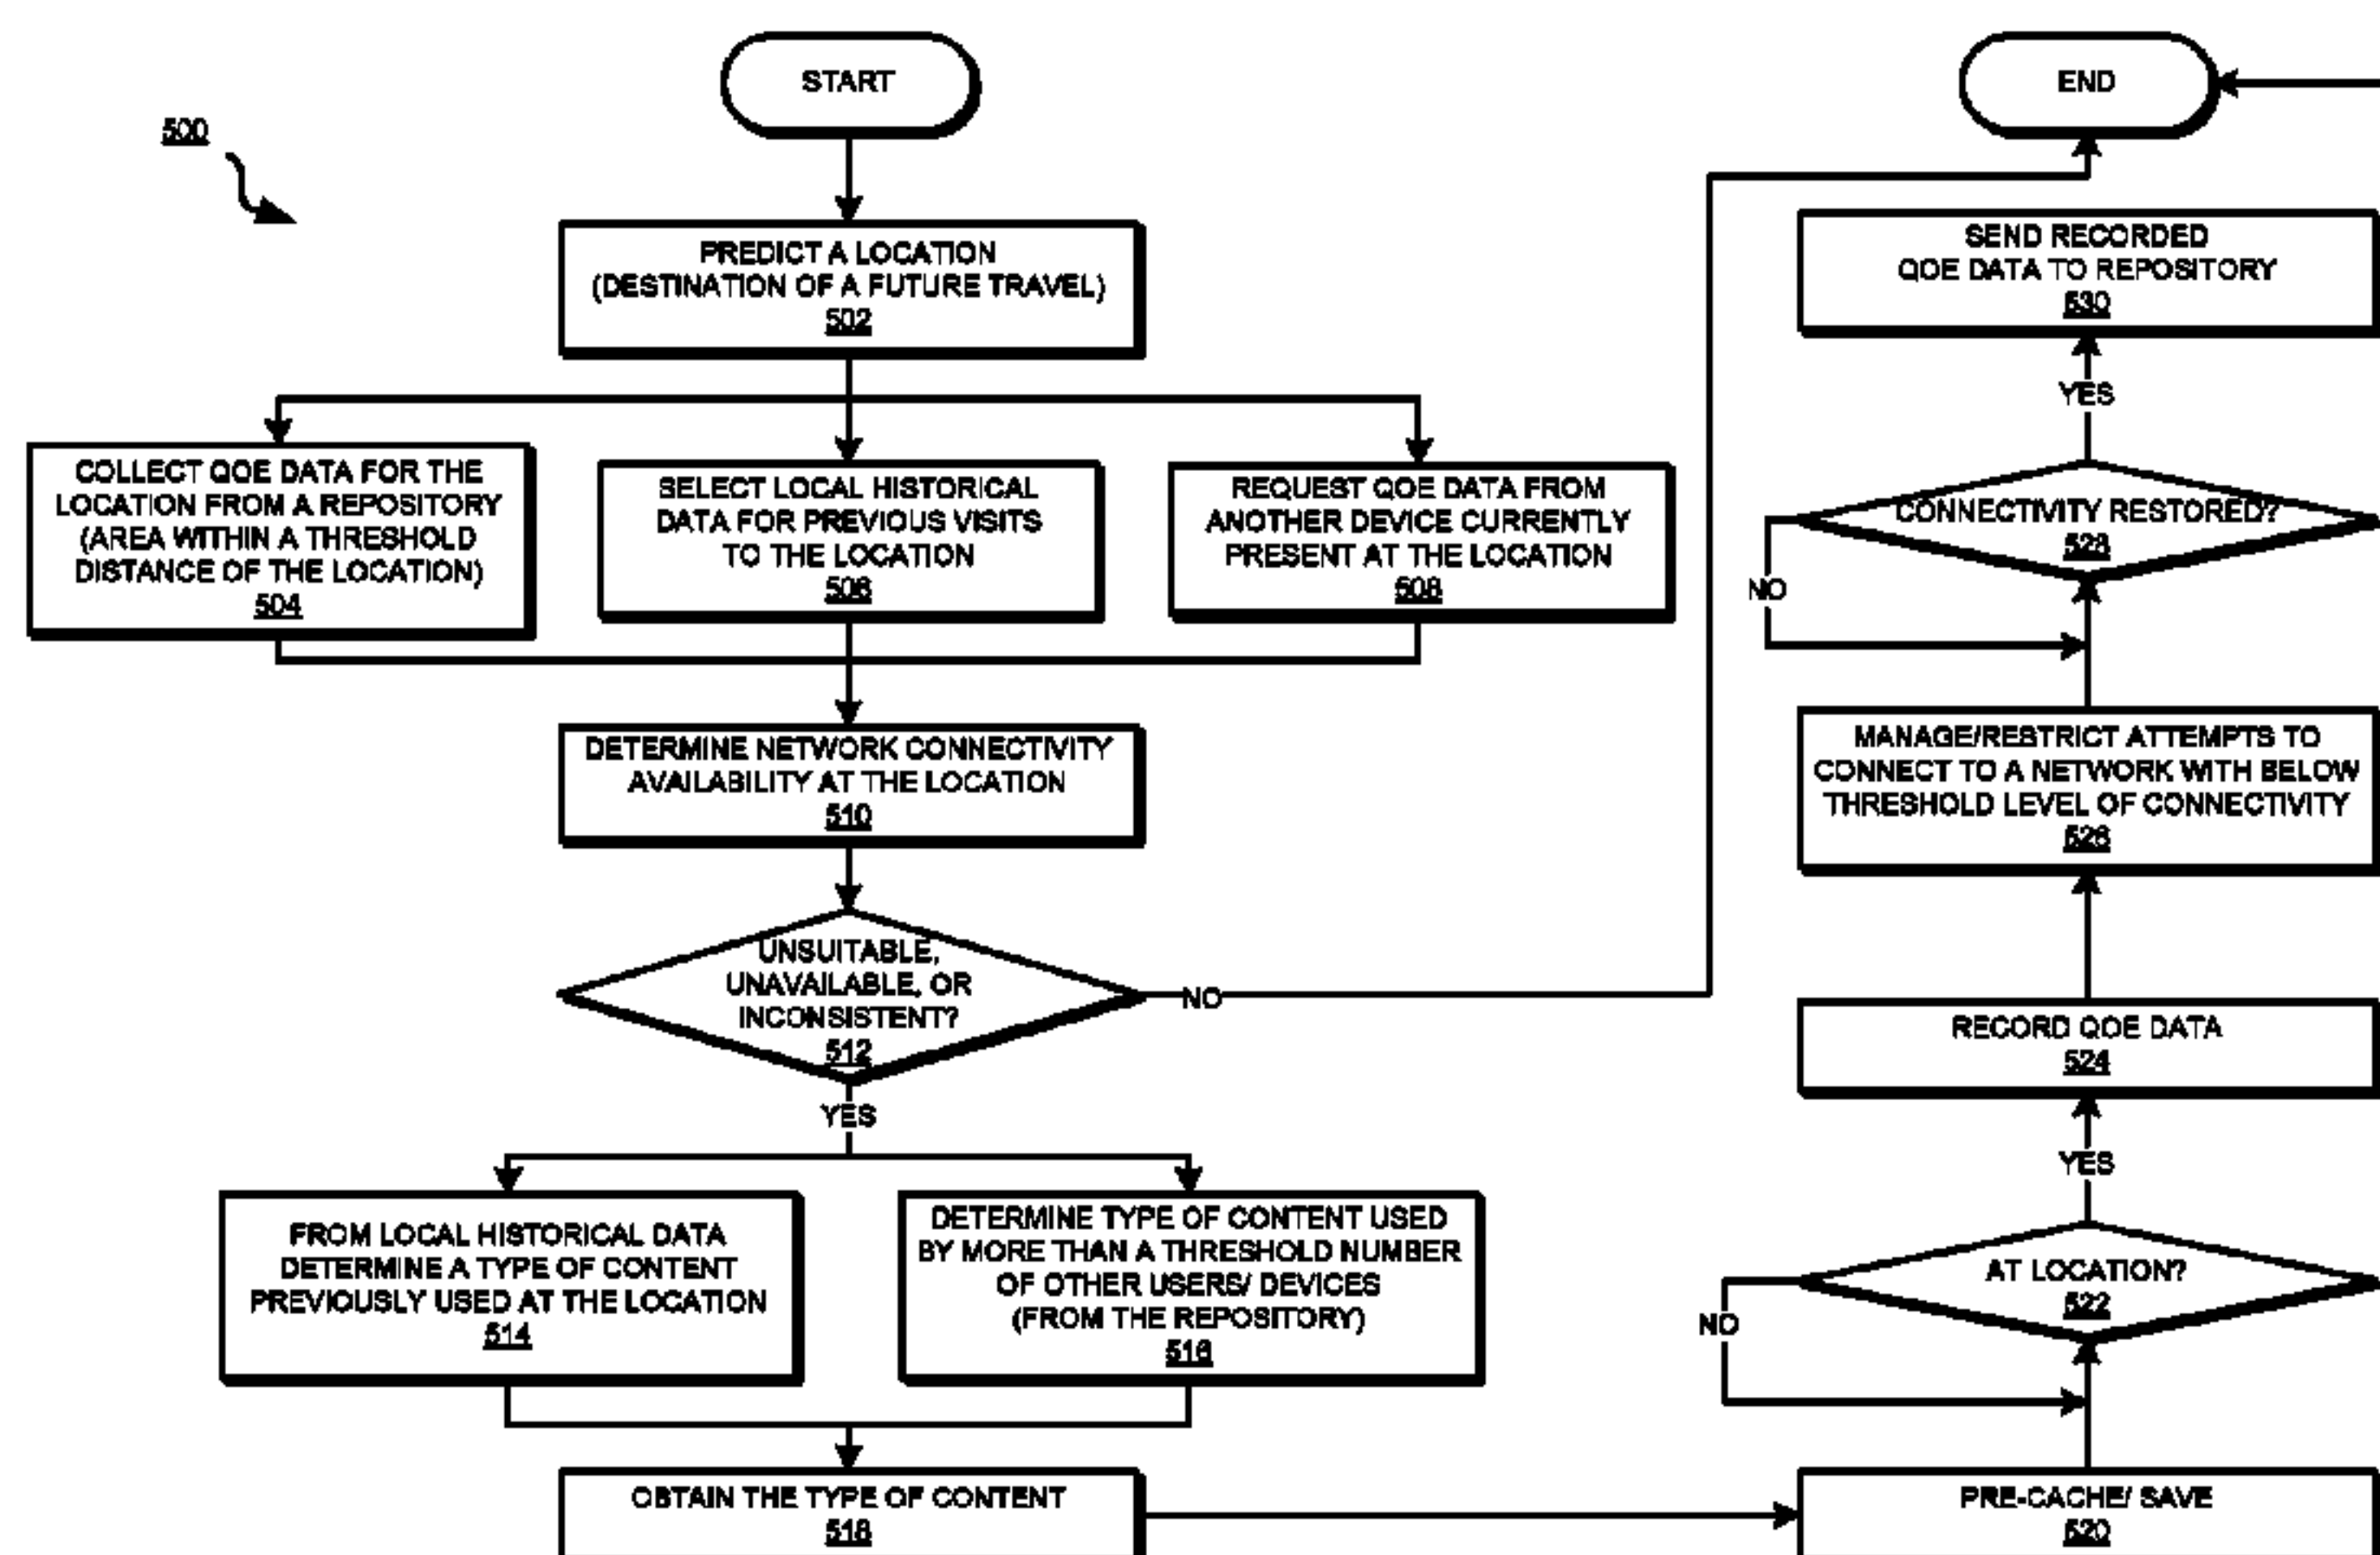 START
500
PREDICT A LOCATION
(DESTINATION OF A FUTURE TRAVEL)
502
COLLECT QOE DATA FOR THE
LOCATION FROM A REPOSITORY
(AREA WITHIN A THRESHOLD
DISTANCE OF THE LOCATION)
504
SELECT LOCAL HISTORICAL
DATA FOR PREVIOUS VISITS
TO THE LOCATION
506
REQUEST QOE DATA FROM
ANOTHER DEVICE CURRENTLY
PRESENT AT THE LOCATION
508
DETERMINE NETWORK CONNECTIVITY
AVAILABILITY AT THE LOCATION
510
UNSUITABLE,
UNAVAILABLE, OR
INCONSISTENT?
512
NO
YES
FROM LOCAL HISTORICAL DATA
DETERMINE A TYPE OF CONTENT
PREVIOUSLY USED AT THE LOCATION
514
DETERMINE TYPE OF CONTENT USED
BY MORE THAN A THRESHOLD NUMBER
OF OTHER USERS/ DEVICES
(FROM THE REPOSITORY)
516
OBTAIN THE TYPE OF CONTENT
518
END
SEND RECORDED
QOE DATA TO REPOSITORY
530
YES
CONNECTIVITY RESTORED?
528
NO
MANAGE/RESTRICT ATTEMPTS TO
CONNECT TO A NETWORK WITH BELOW
THRESHOLD LEVEL OF CONNECTIVITY
526
RECORD QOE DATA
524
YES
AT LOCATION?
522
NO
PRE-CACHE/ SAVE
520